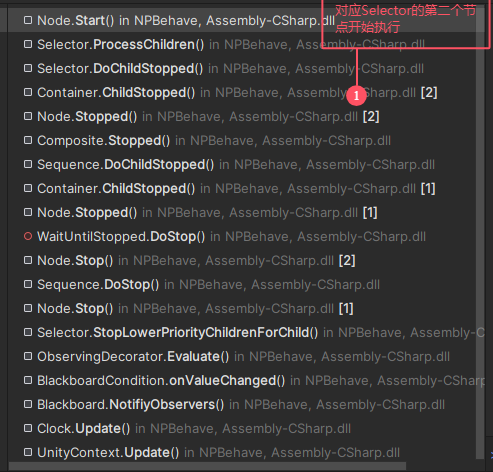 对应Selector的第二个节
点开始执行
Node.Start() in NPBehave, Assembly-CSharp.dll
Selector.ProcessChildren() in NPBehave, Assembly-CSharp.dll
1
Selector.DoChildStopped() in NPBehave, Assembly-CSharp.dll
Container.ChildStopped() in NPBehave, Assembly-CSharp.dll [2]
Node.Stopped() in NPBehave, Assembly-CSharp.dll [2]
Composite.Stopped() in NPBehave, Assembly-CSharp.dll
Sequence.DoChildStopped() in NPBehave, Assembly-CSharp.dll
Container.ChildStopped() in NPBehave, Assembly-CSharp.dll [1]
Node.Stopped() in NPBehave, Assembly-CSharp.dll [1]
WaitUntilStopped.DoStop() in NPBehave, Assembly-CSharp.dll
Node.Stop() in NPBehave, Assembly-CSharp.dll [2]
Sequence.DoStop() in NPBehave, Assembly-CSharp.dll
Node.Stop() in NPBehave, Assembly-CSharp.dll [1]
Selector.StopLowerPriorityChildrenForChild() in NPBehave, Assembly-C
ObservingDecorator.Evaluate() in NPBehave, Assembly-CSharp.dll
BlackboardCondition.onValueChanged() in NPBehave, Assembly-CSharp
Blackboard.NotifiyObservers() in NPBehave, Assembly-CSharp.dll
Clock.Update() in NPBehave, Assembly-CSharp.dll
UnityContext.Update() in NPBehave, Assembly-CSharp.dll